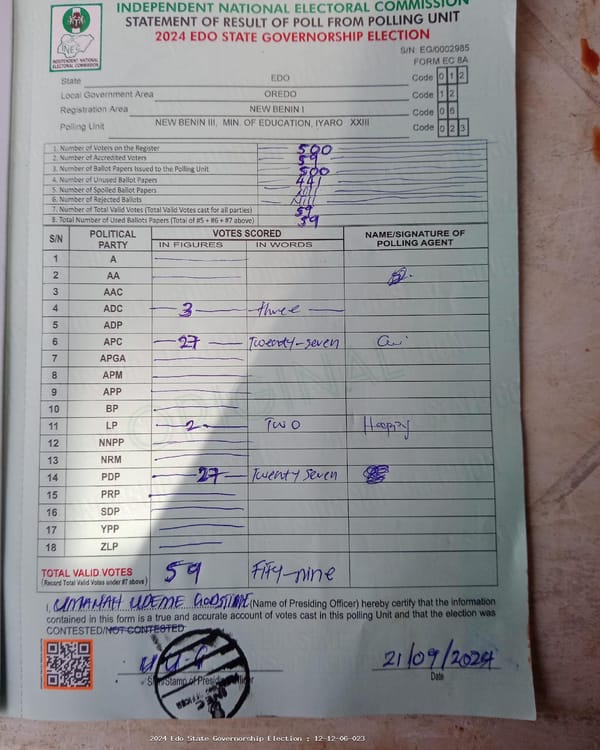 INDEPENDENT NATIONAL ELECTORAL COMMISSION
STATEMENT OF RESULT OF POLL FROM POLLING UNIT
2024 EDO STATE GOVERNORSHIP ELECTION
INEC
INDEPENDENT NATIONAL ELECTORAL COMMISSION
S/N: EG/0002985
FORM EC 8A
State EDO Code 0 1 2
Local Government Area OREDO Code 1 2
Registration Area NEW BENIN I Code 0 6
Polling Unit NEW BENIN III, MIN. OF EDUCATION, IYARO XXIII Code 0 2 3
1. Number of Voters on the Register 500
2. Number of Accredited Voters 59
3. Number of Ballot Papers Issued to the Polling Unit 500
4. Number of Unused Ballot Papers 441
5. Number of Spoiled Ballot Papers Nill
6. Number of Rejected Ballots Nill
7. Number of Total Valid Votes (Total Valid Votes cast for all parties) 59
8. Total Number of Used Ballots Papers (Total of #5 + #6 + #7 above) 59
S/N POLITICAL PARTY VOTES SCORED NAME/SIGNATURE OF POLLING AGENT
IN FIGURES IN WORDS
1 A
2 AA
3 AAC
4 ADC 3 three
5 ADP
6 APC 27 Twenty-seven
7 APGA
8 APM
9 APP
10 BP
11 LP 2 TWO Happy
12 NNPP
13 NRM
14 PDP 27 Twenty Seven
15 PRP
16 SDP
17 YPP
18 ZLP
TOTAL VALID VOTES 59 Fifty-nine
(Record Total Valid Votes under #7 above)
ORIGINAL
I, UMANAH UDEME GODSTIME (Name of Presiding Officer) hereby certify that the information
contained in this form is a true and accurate account of votes cast in this polling Unit and that the election was
CONTESTED/NOT CONTESTED
U.U.G 21/09/2024
Stamp of Presiding Officer Date
2024 Edo State Governorship Election : 12-12-06-023